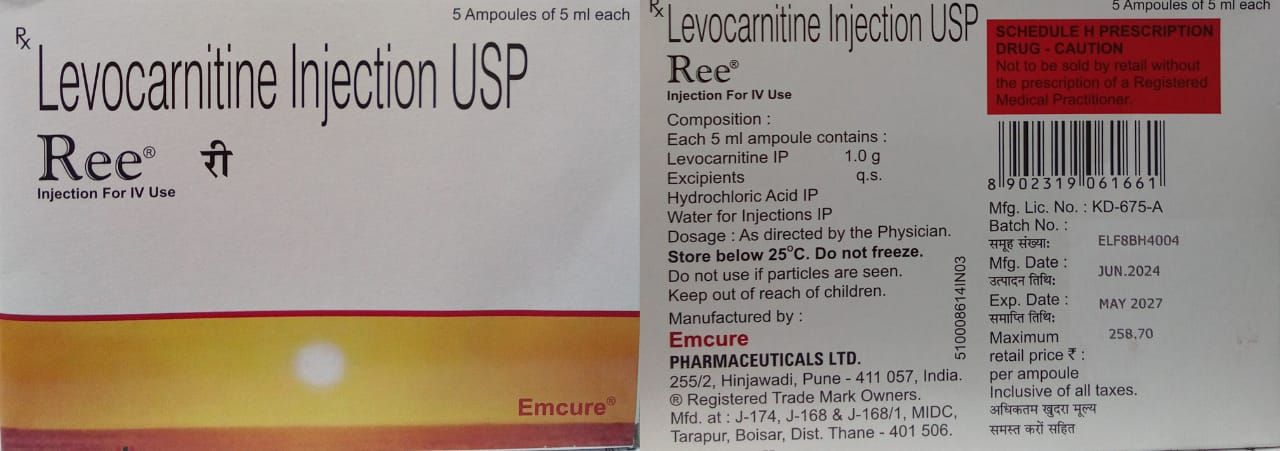 5 Ampoules of 5 ml each
Rx
Levocarnitine Injection USP
Ree® री
Injection For IV Use
Emcure®
5 Ampoules of 5 ml each
Rx
Levocarnitine Injection USP
Ree®
Injection For IV Use
Composition :
Each 5 ml ampoule contains :
Levocarnitine IP 1.0 g
Excipients q.s.
Hydrochloric Acid IP
Water for Injections IP
Dosage : As directed by the Physician.
Store below 25°C. Do not freeze.
Do not use if particles are seen.
Keep out of reach of children.
Manufactured by :
Emcure
PHARMACEUTICALS LTD.
255/2, Hinjawadi, Pune - 411 057, India.
® Registered Trade Mark Owners.
Mfd. at : J-174, J-168 & J-168/1, MIDC,
Tarapur, Boisar, Dist. Thane - 401 506.
510008614IN03
SCHEDULE H PRESCRIPTION
DRUG - CAUTION
Not to be sold by retail without
the prescription of a Registered
Medical Practitioner.
8 902319 061661
Mfg. Lic. No. : KD-675-A
Batch No. :
समूह संख्या: ELF8BH4004
Mfg. Date :
उत्पादन तिथि: JUN.2024
Exp. Date : MAY 2027
समाप्ति तिथि:
Maximum 258.70
retail price ₹ :
per ampoule
Inclusive of all taxes.
अधिकतम खुदरा मूल्य
समस्त करों सहित